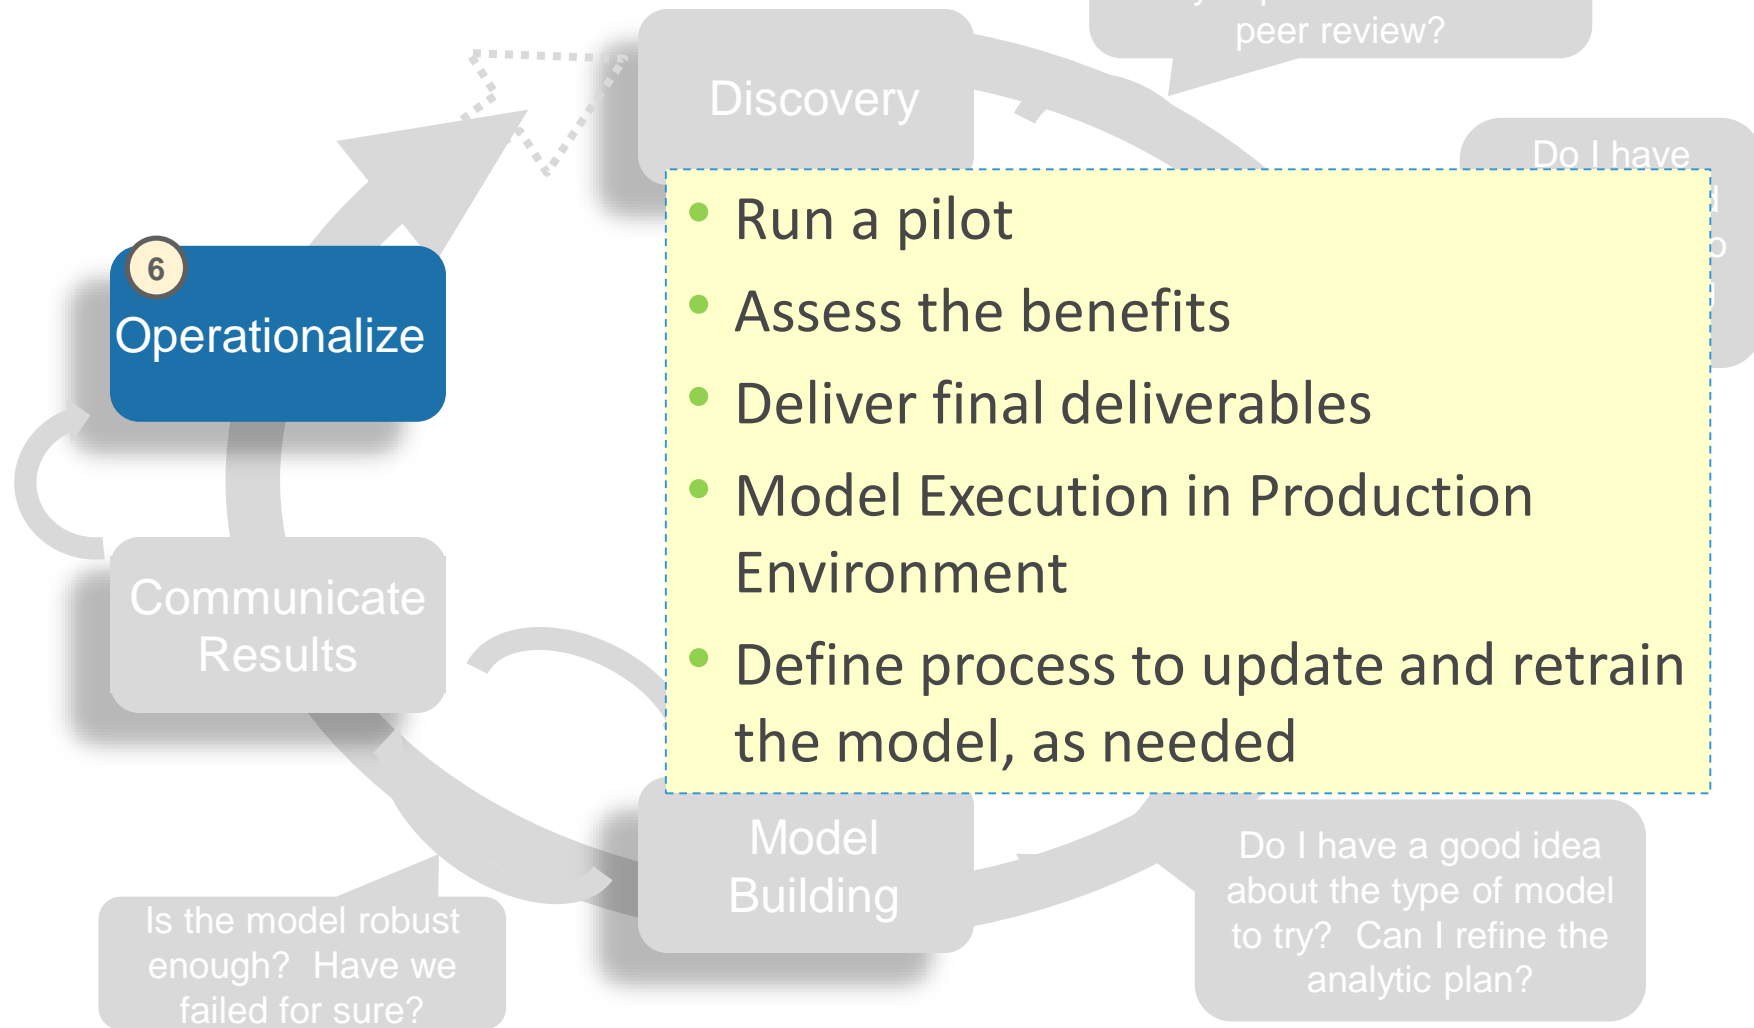 peer review?
Discovery
Do I have
• Run a pilot
• Assess the benefits
• Deliver final deliverables
• Model Execution in Production
Environment
• Define process to update and retrain
the model, as needed
6
Operationalize
Communicate
Results
Model
Building
Is the model robust
enough? Have we
failed for sure?
Do I have a good idea
about the type of model
to try? Can I refine the
analytic plan?